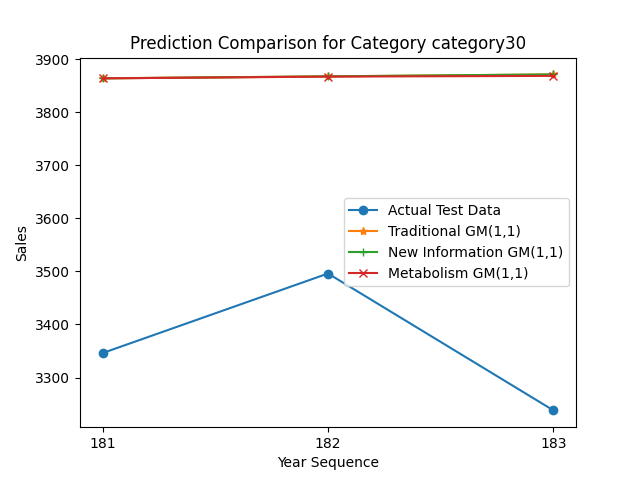 Prediction Comparison for Category category30
3900
3800
3700
3600
3500
3400
3300
Sales
Actual Test Data
Traditional GM(1,1)
New Information GM(1,1)
Metabolism GM(1,1)
181
182
183
Year Sequence